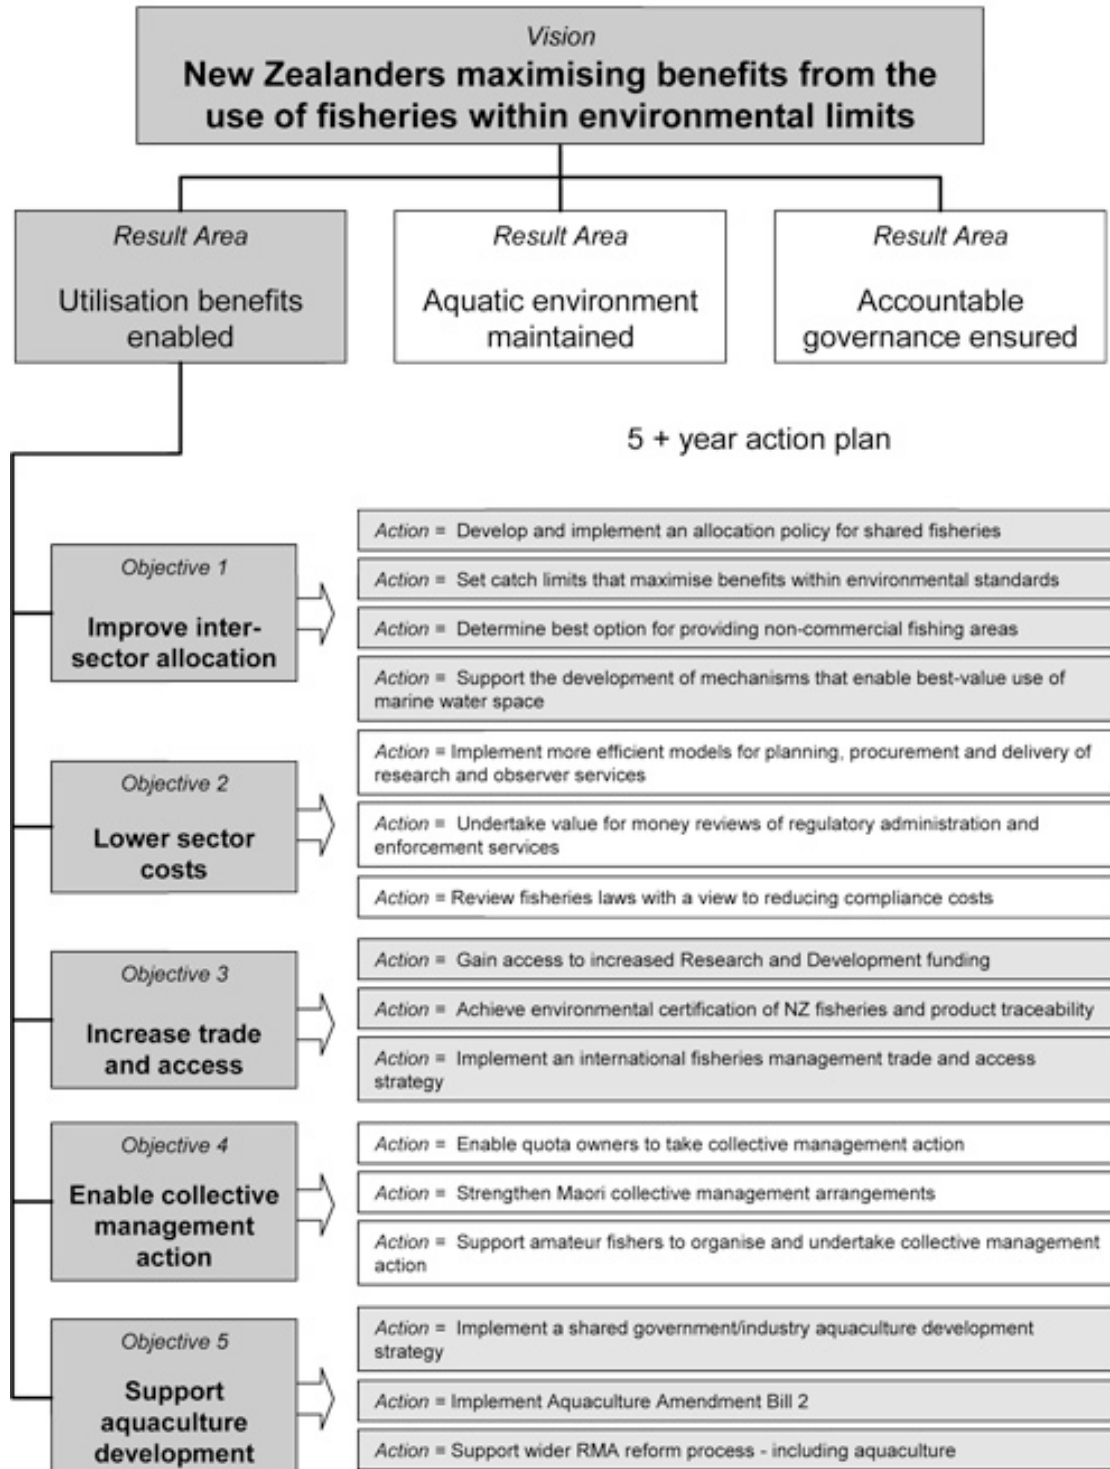 Vision
New Zealanders maximising benefits from the
use of fisheries within environmental limits
Result Area
Utilisation benefits
enabled
Result Area
Aquatic environment
maintained
Result Area
Accountable
governance ensured
5 + year action plan
Objective 1
Improve inter-
sector allocation
Action = Develop and implement an allocation policy for shared fisheries
Action = Set catch limits that maximise benefits within environmental standards
Action = Determine best option for providing non-commercial fishing areas
Action = Support the development of mechanisms that enable best-value use of
marine water space
Objective 2
Lower sector
costs
Action = Implement more efficient models for planning, procurement and delivery of
research and observer services
Action = Undertake value for money reviews of regulatory administration and
enforcement services
Action = Review fisheries laws with a view to reducing compliance costs
Objective 3
Increase trade
and access
Action = Gain access to increased Research and Development funding
Action = Achieve environmental certification of NZ fisheries and product traceability
Action = Implement an international fisheries management trade and access
strategy
Objective 4
Enable collective
management
action
Action = Enable quota owners to take collective management action
Action = Strengthen Maori collective management arrangements
Action = Support amateur fishers to organise and undertake collective management
action
Objective 5
Support
aquaculture
development
Action = Implement a shared government/industry aquaculture development
strategy
Action = Implement Aquaculture Amendment Bill 2
Action = Support wider RMA reform process - including aquaculture